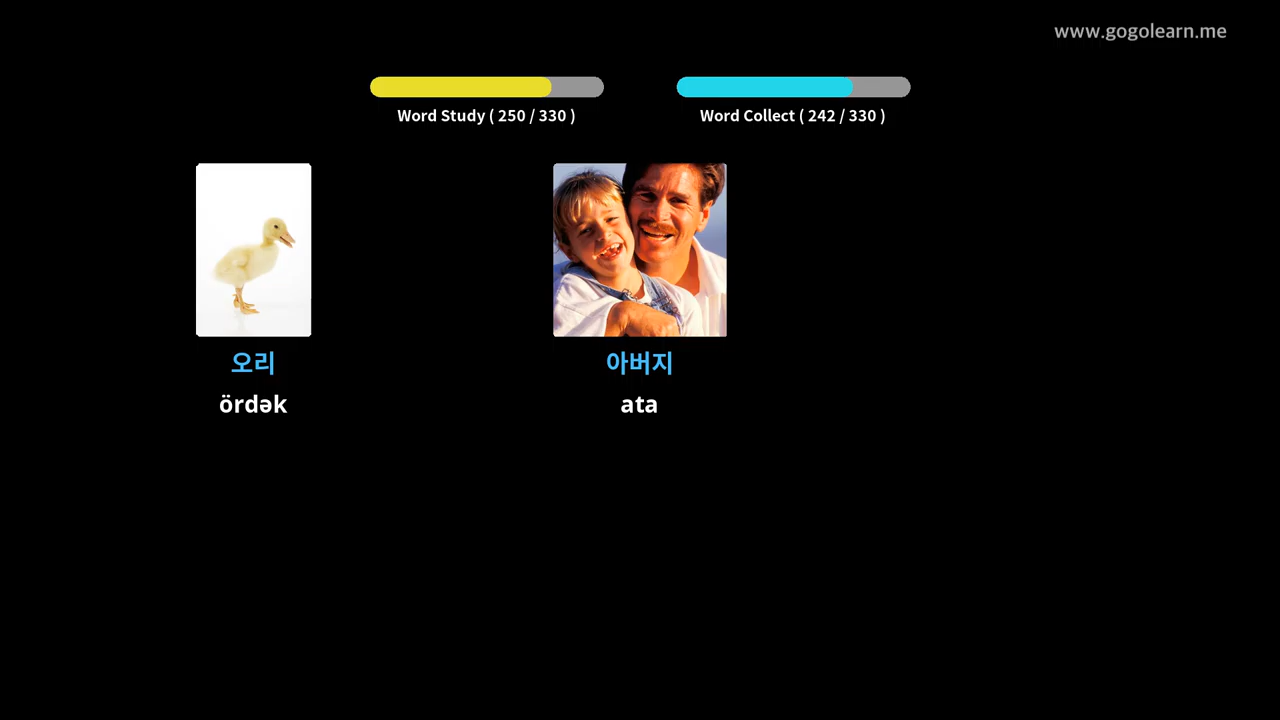 www.gogolearn.me
Word Study ( 250 / 330 )
Word Collect ( 242 / 330 )
오리
아버지
ördək
ata